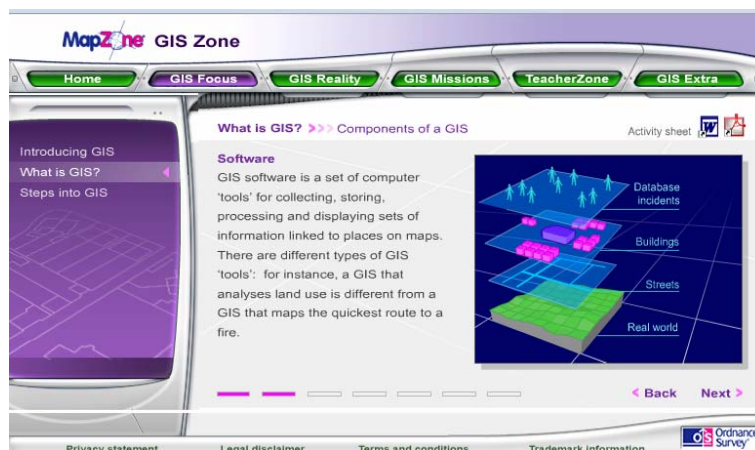 MapZone GIS Zone
Home
GIS Focus
GIS Reality
GIS Missions
TeacherZone
GIS Extra
Introducing GIS
What is GIS?
Steps into GIS
What is GIS? >>> Components of a GIS
Activity sheet
Software
GIS software is a set of computer
'tools' for collecting, storing,
processing and displaying sets of
information linked to places on maps.
There are different types of GIS
'tools': for instance, a GIS that
analyses land use is different from a
GIS that maps the quickest route to a
fire.
Database
incidents
Buildings
Streets
Real world
< Back Next >
Privacy statement
Legal disclaimer
Terms and conditions
Trademark information
OS Ordnance
Survey